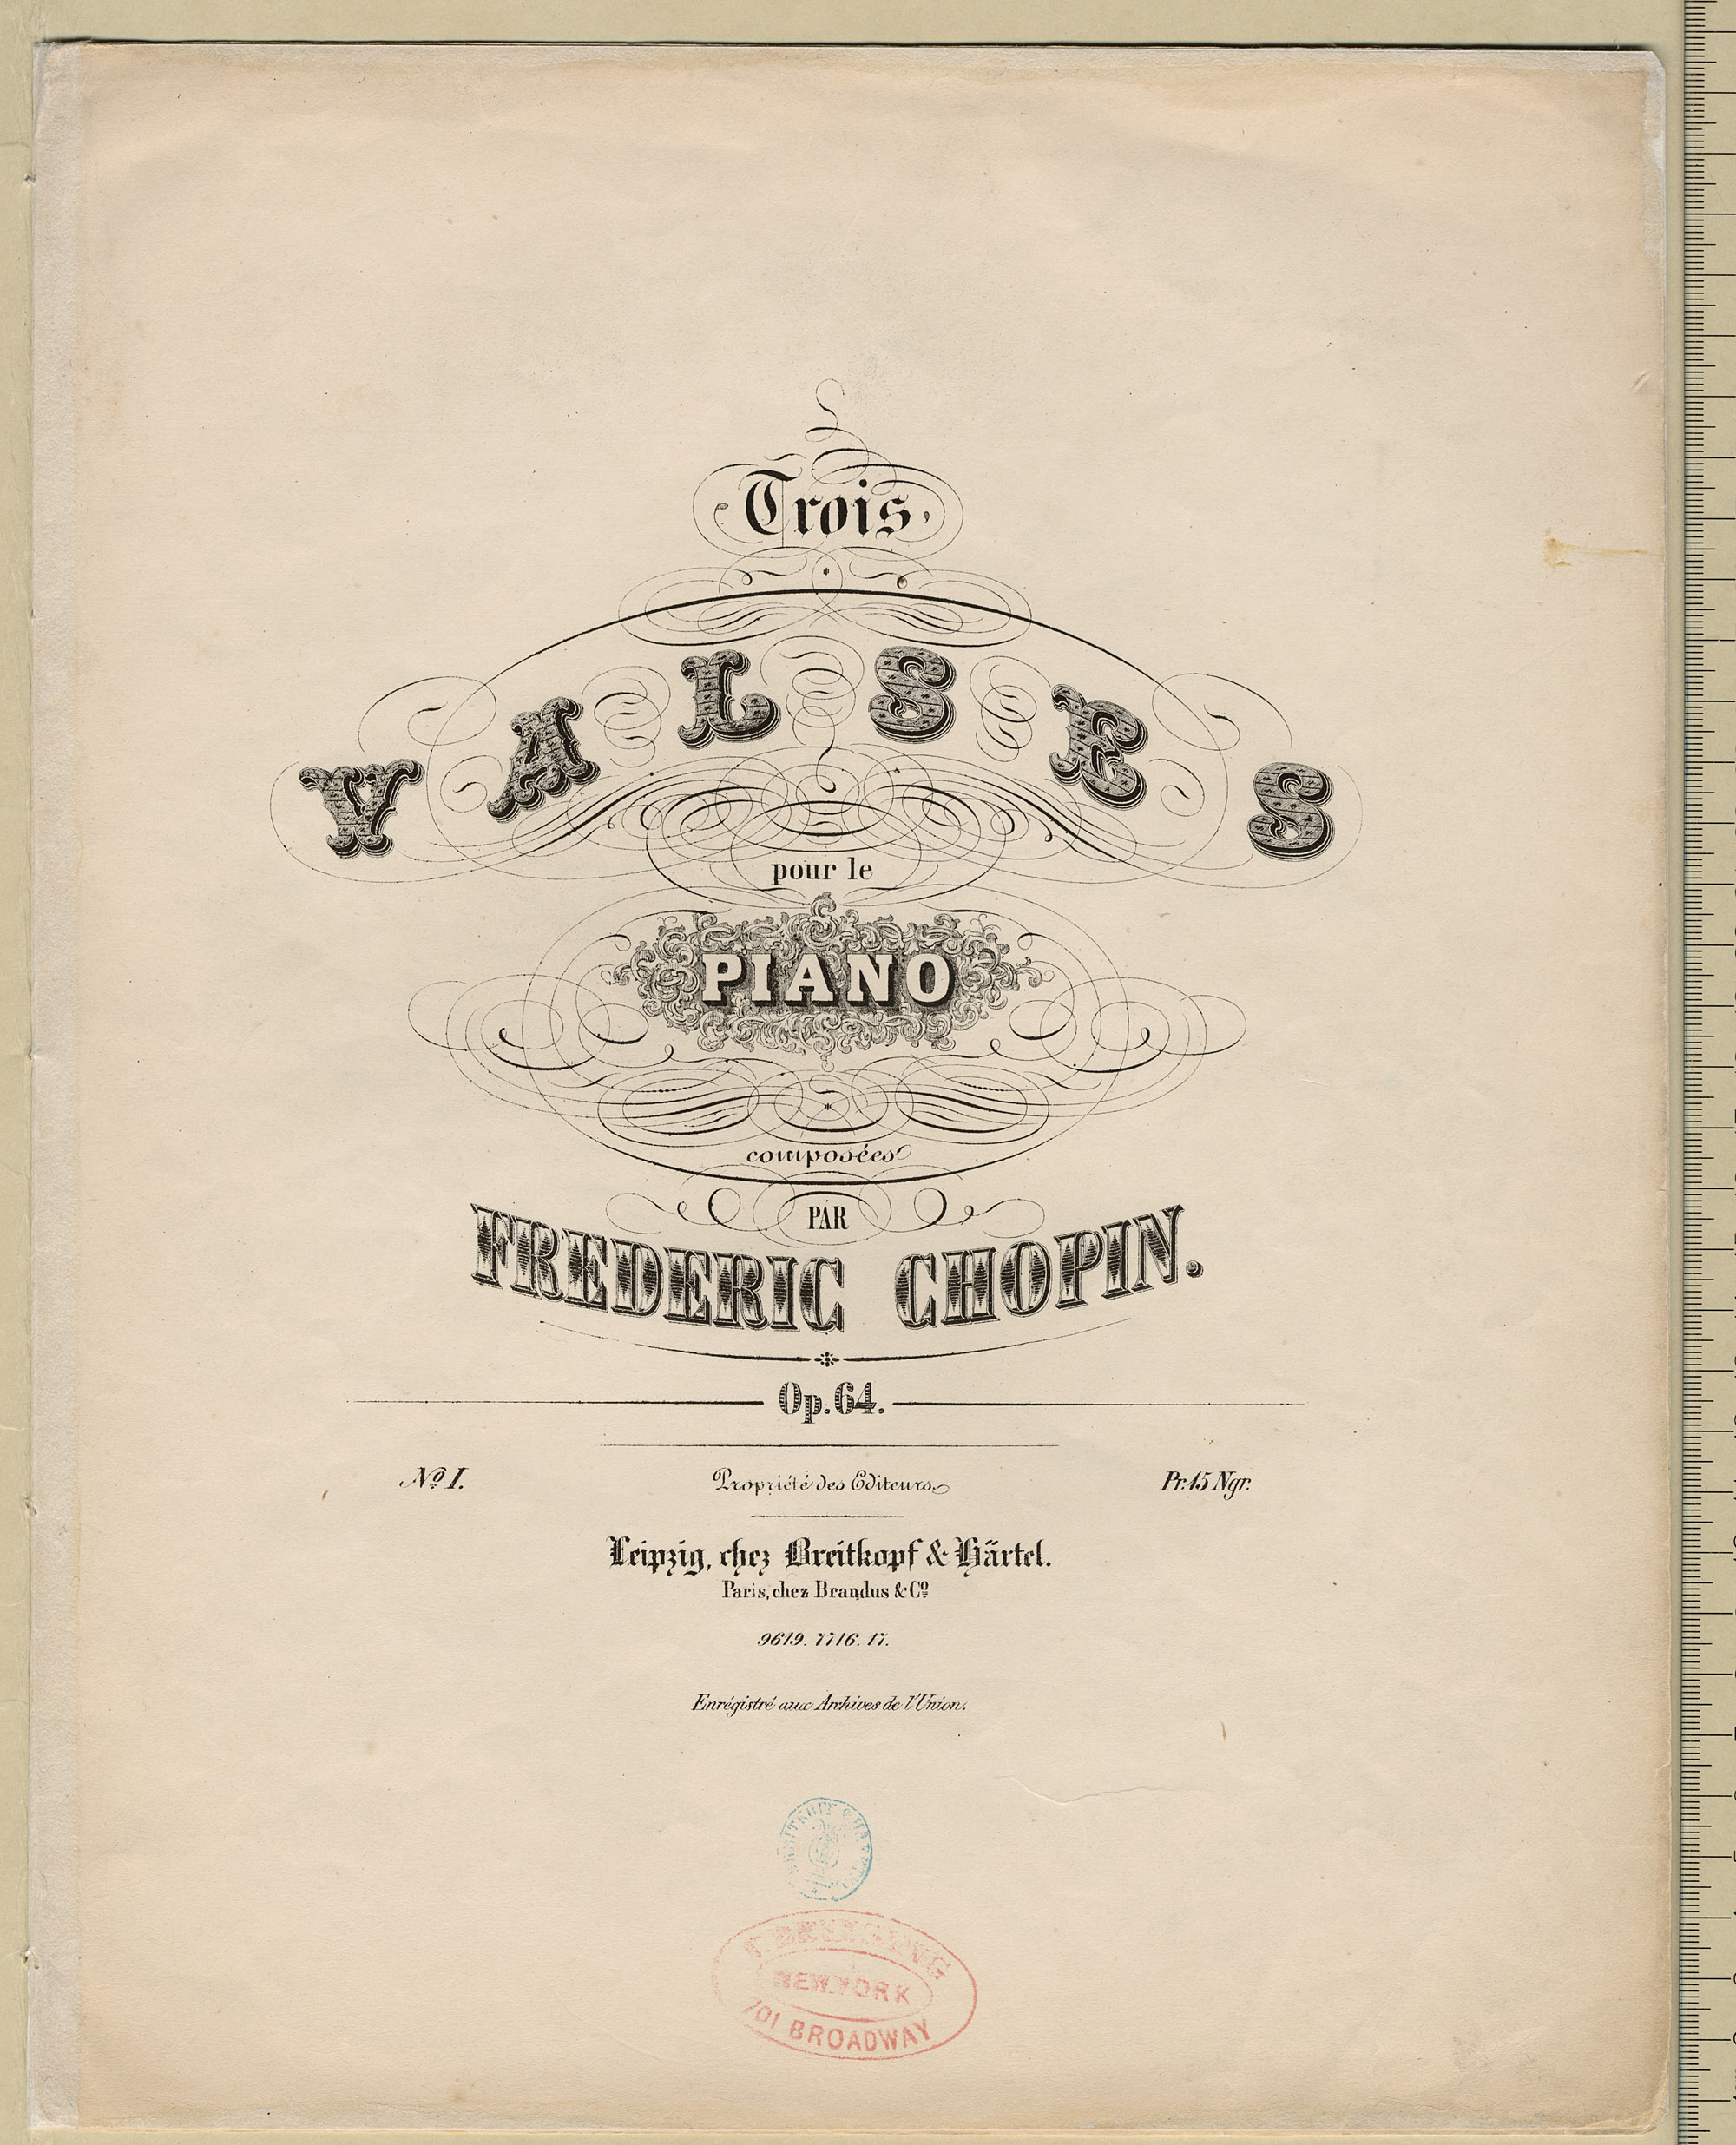 Trois
VALSES
pour le
PIANO
composées
PAR
FREDERIC CHOPIN.
Op. 64.
No. I.
Propriété des Editeurs.
Pr. 15 Ngr.
Leipzig, chez Breitkopf & Härtel.
Paris, chez Brandus & Co.
7716. 17.
Enrégistré aux Archives de l'Union.
NEW YORK
701 BROADWAY